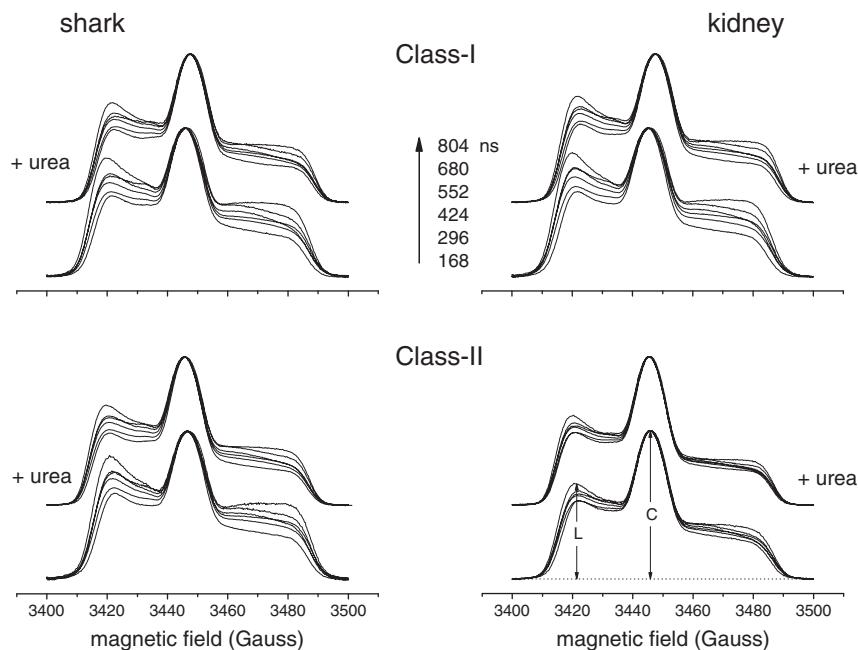 shark
kidney
Class-I
+ urea
804 ns
680
552
424
296
168
+ urea
Class-II
+ urea
+ urea
L
C
3400 3420 3440 3460 3480 3500
3400 3420 3440 3460 3480 3500
magnetic field (Gauss)
magnetic field (Gauss)